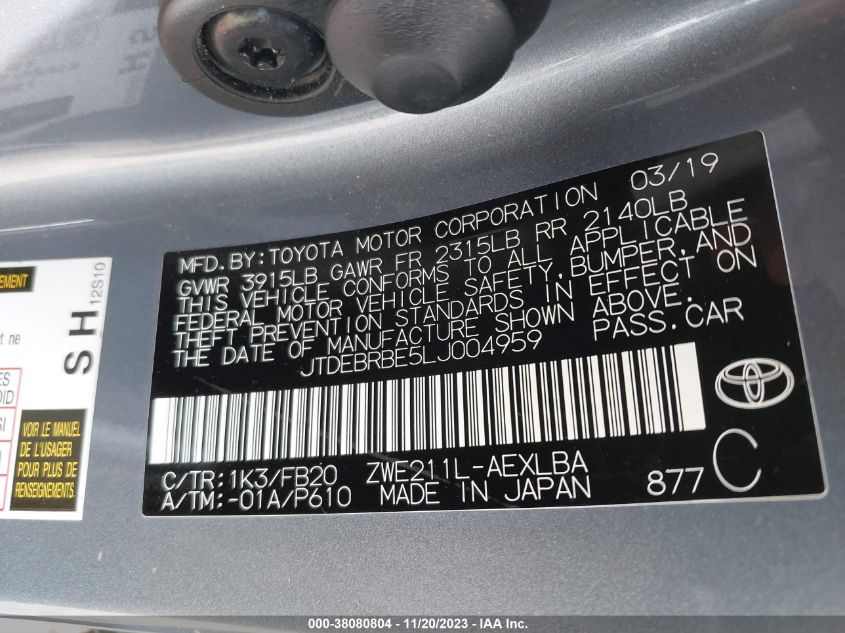 MFD. BY: TOYOTA MOTOR CORPORATION 03/19
GVWR 3915LB GAWR FR 2315LB RR 2140LB
THIS VEHICLE CONFORMS TO ALL APPLICABLE
FEDERAL MOTOR VEHICLE SAFETY, BUMPER, AND
THEFT PREVENTION STANDARDS IN EFFECT ON
THE DATE OF MANUFACTURE SHOWN ABOVE.
JTDEBRBE5LJ004959 PASS. CAR
C/TR: 1K3/FB20 ZWE211L-AEXLBA
A/TM: -01A/P610 MADE IN JAPAN 877 C
SH
12S10
VOIR LE MANUEL
DE L'USAGER
POUR PLUS DE
RENSEIGNEMENTS.
000-38080804 - 11/20/2023 - IAA Inc.